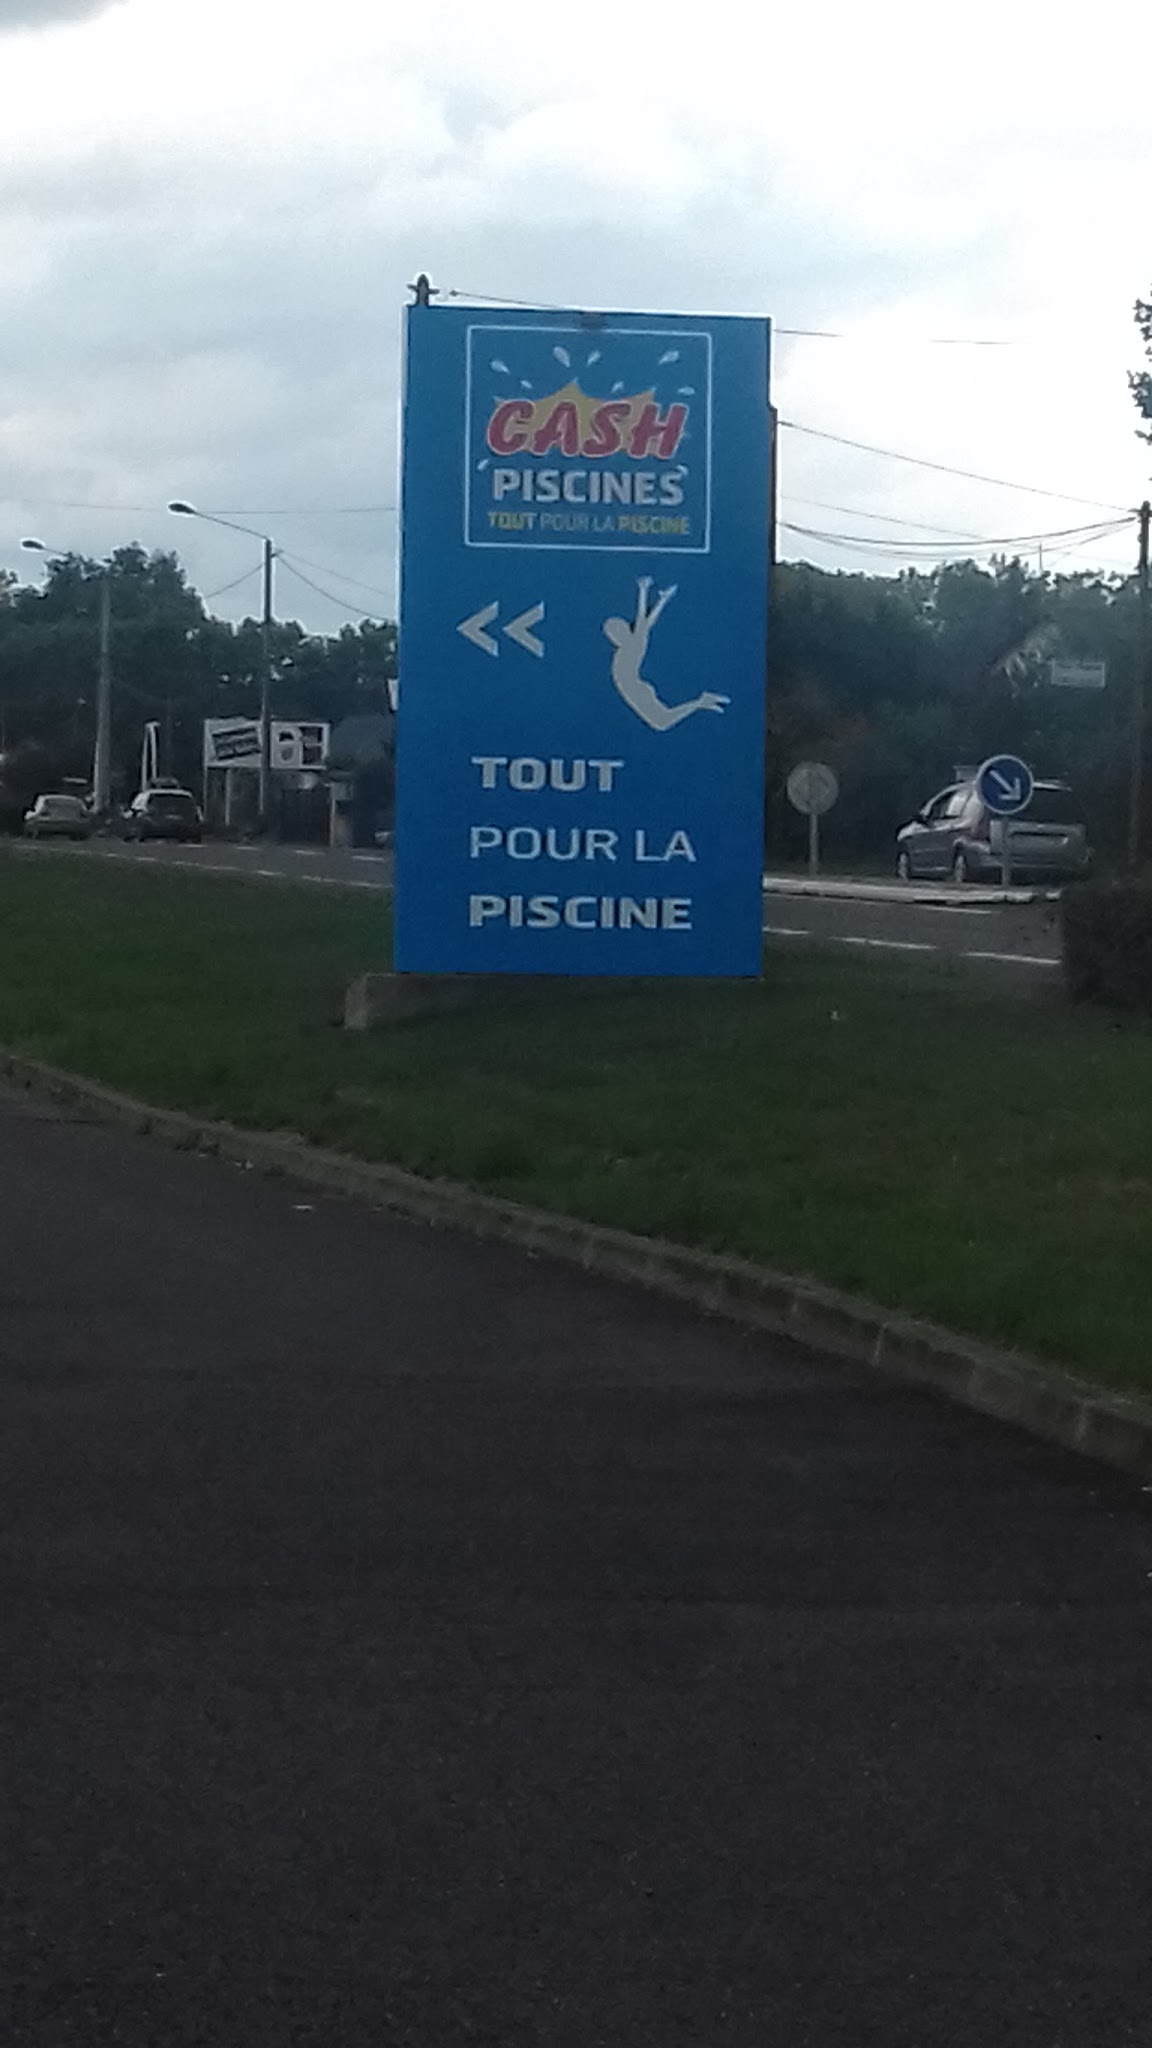 CASH
PISCINES
TOUT POUR LA PISCINE
<<
TOUT
POUR LA
PISCINE